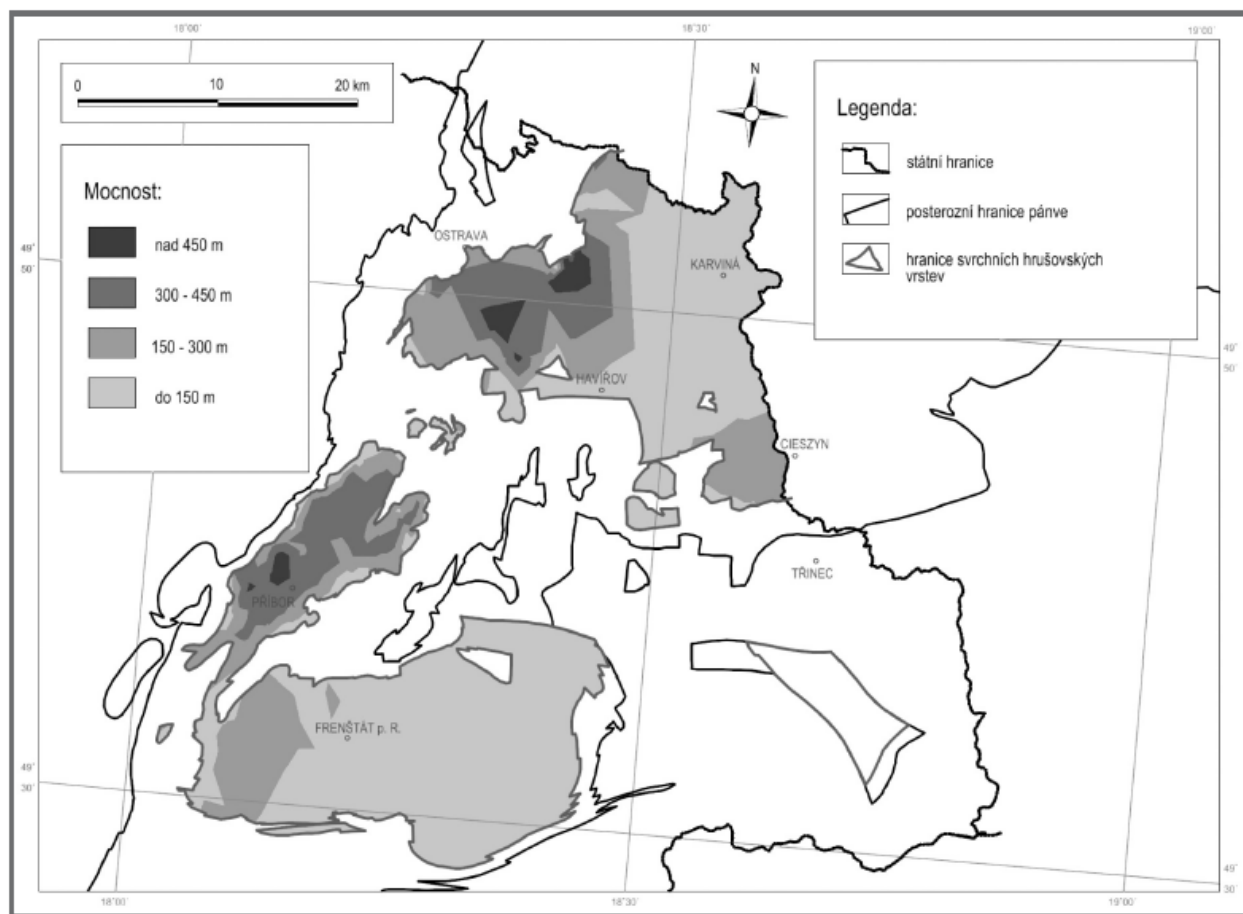 18°00'
18°30'
19°00'
0 10 20 km
N
Legenda:
státní hranice
posterozní hranice pánve
hranice svrchních hrušovských
vrstev
Mocnost:
nad 450 m
300 - 450 m
150 - 300 m
do 150 m
49°
50'
OSTRAVA
KARVINÁ
HAVÍŘOV
49°
50'
CIESZYN
TŘINEC
PŘÍBOR
FRENŠTÁT p. R.
49°
30'
49°
30'
18°00'
18°30'
19°00'